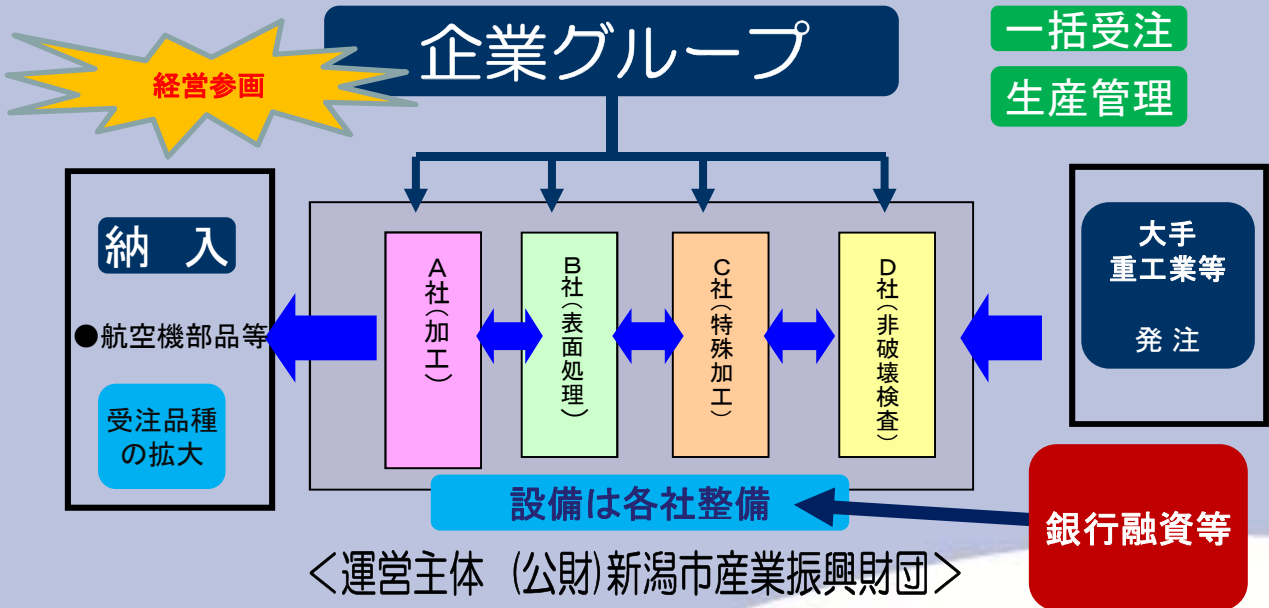 企業グループ
経営参画
一括受注
生産管理
納 入
●航空機部品等
受注品種
の拡大
A社(加工)
B社(表面処理)
C社(特殊加工)
D社(非破壊検査)
大手
重工業等
発 注
設備は各社整備
銀行融資等
<運営主体 (公財)新潟市産業振興財団>